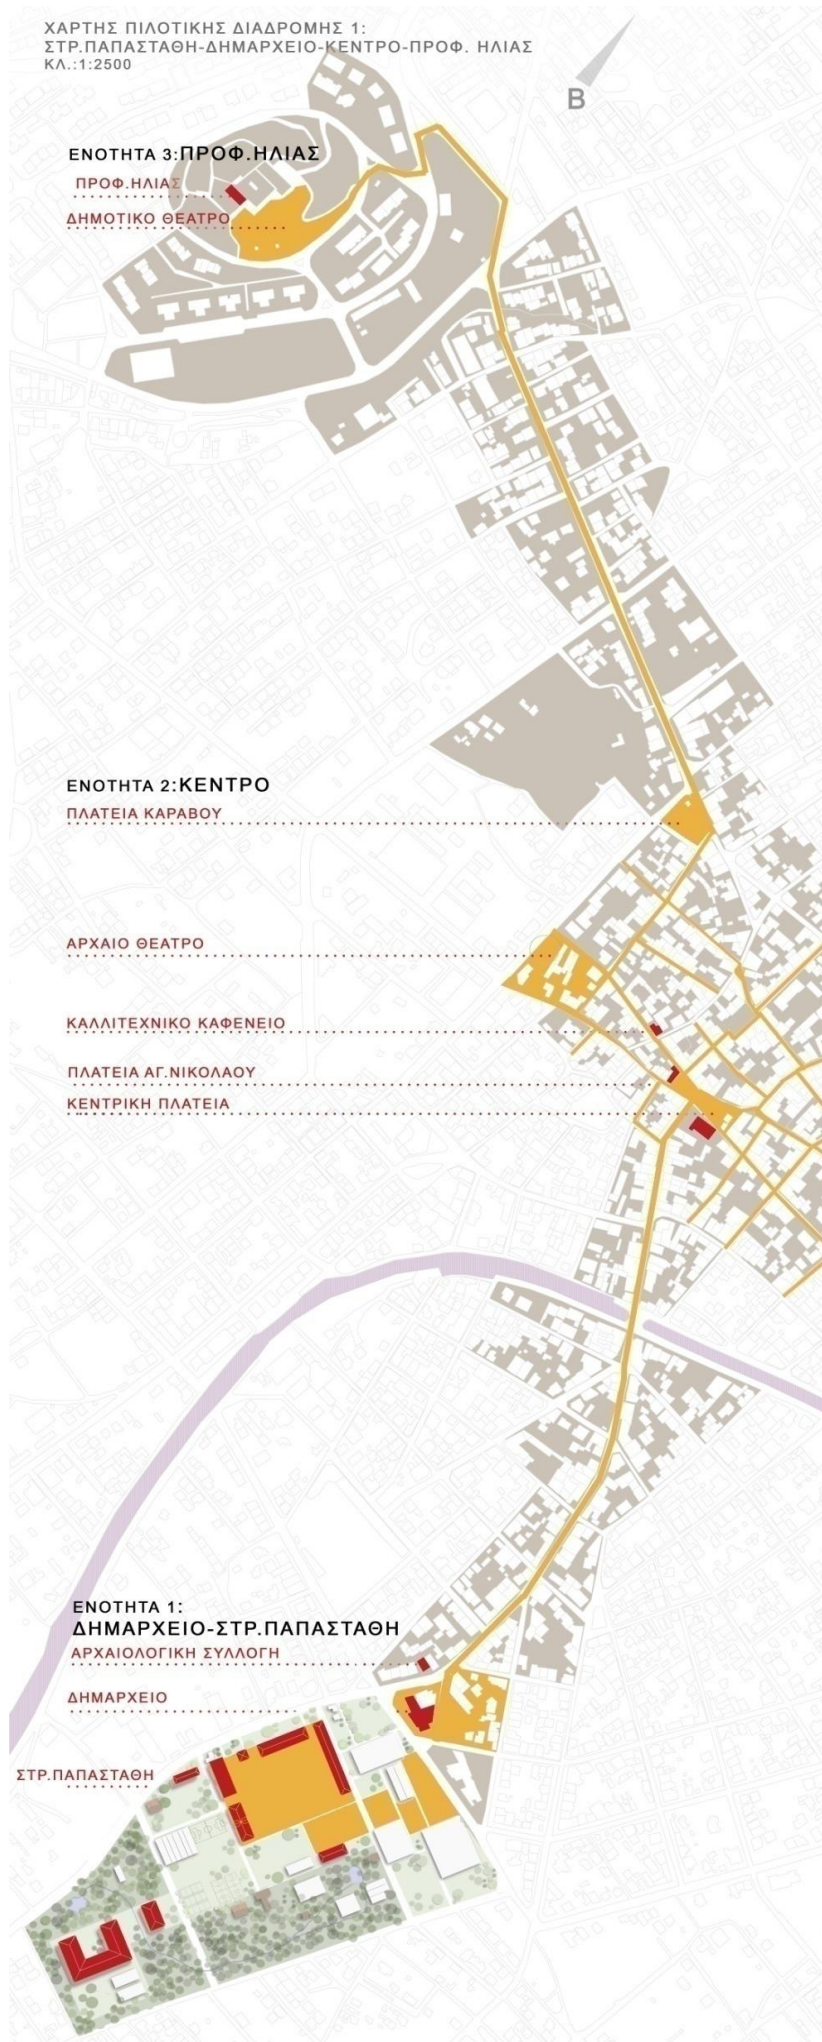 ΧΑΡΤΗΣ ΠΙΛΟΤΙΚΗΣ ΔΙΑΔΡΟΜΗΣ 1:
ΣΤΡ.ΠΑΠΑΣΤΑΘΗ-ΔΗΜΑΡΧΕΙΟ-ΚΕΝΤΡΟ-ΠΡΟΦ. ΗΛΙΑΣ
ΚΛ.:1:2500
Β
ΕΝΟΤΗΤΑ 3:ΠΡΟΦ.ΗΛΙΑΣ
ΠΡΟΦ.ΗΛΙΑΣ
ΔΗΜΟΤΙΚΟ ΘΕΑΤΡΟ
ΕΝΟΤΗΤΑ 2:ΚΕΝΤΡΟ
ΠΛΑΤΕΙΑ ΚΑΡΑΒΟΥ
ΑΡΧΑΙΟ ΘΕΑΤΡΟ
ΚΑΛΛΙΤΕΧΝΙΚΟ ΚΑΦΕΝΕΙΟ
ΠΛΑΤΕΙΑ ΑΓ.ΝΙΚΟΛΑΟΥ
ΚΕΝΤΡΙΚΗ ΠΛΑΤΕΙΑ
ΕΝΟΤΗΤΑ 1:
ΔΗΜΑΡΧΕΙΟ-ΣΤΡ.ΠΑΠΑΣΤΑΘΗ
ΑΡΧΑΙΟΛΟΓΙΚΗ ΣΥΛΛΟΓΗ
ΔΗΜΑΡΧΕΙΟ
ΣΤΡ.ΠΑΠΑΣΤΑΘΗ